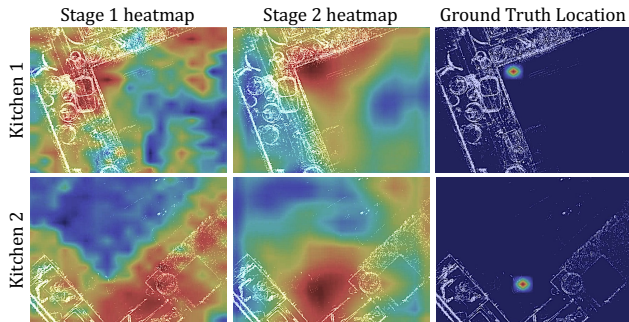 Stage 1 heatmap Stage 2 heatmap Ground Truth Location
Kitchen 1
Kitchen 2